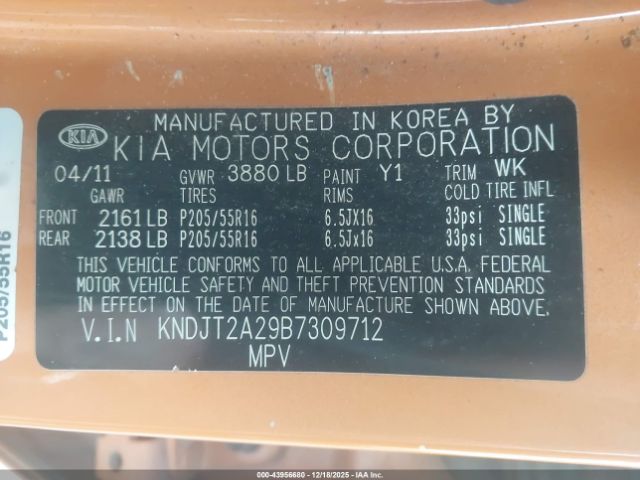 MANUFACTURED IN KOREA BY
KIA KIA MOTORS CORPORATION
04/11 GVWR 3880 LB PAINT Y1 TRIM WK
GAWR TIRES RIMS COLD TIRE INFL
FRONT 2161 LB P205/55R16 6.5JX16 33psi SINGLE
REAR 2138 LB P205/55R16 6.5Jx16 33psi SINGLE
THIS VEHICLE CONFORMS TO ALL APPLICABLE U.S.A. FEDERAL
MOTOR VEHICLE SAFETY AND THEFT PREVENTION STANDARDS
IN EFFECT ON THE DATE OF MANUFACTURE SHOWN ABOVE.
V.I.N KNDJT2A29B7309712
MPV
P205/55R16
000-43956680 - 12/18/2025 - IAAI.COM